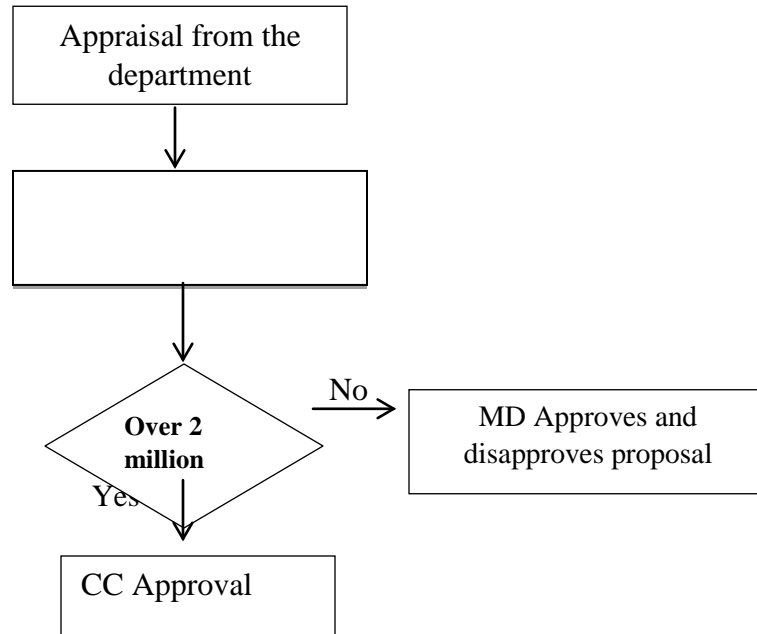 Appraisal from the
department
No
Over 2
million
MD Approves and
disapproves proposal
Yes
CC Approval